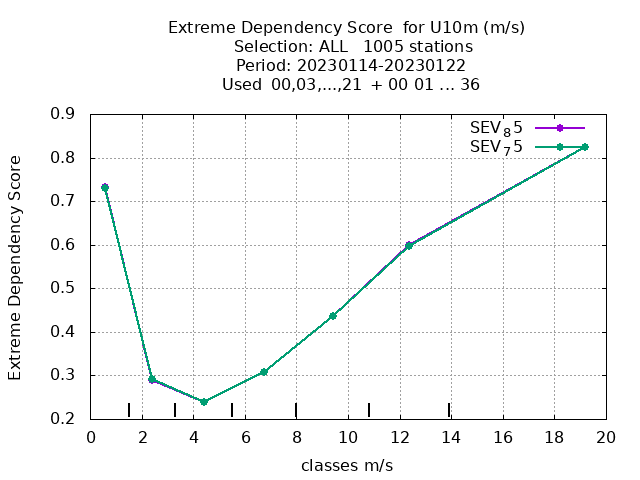 Extreme Dependency Score for U10m (m/s)
Selection: ALL 1005 stations
Period: 20230114-20230122
Used 00,03,...,21 + 00 01 ... 36
SEV85
SEV75
Extreme Dependency Score
0.9
0.8
0.7
0.6
0.5
0.4
0.3
0.2
0 2 4 6 8 10 12 14 16 18 20
classes m/s